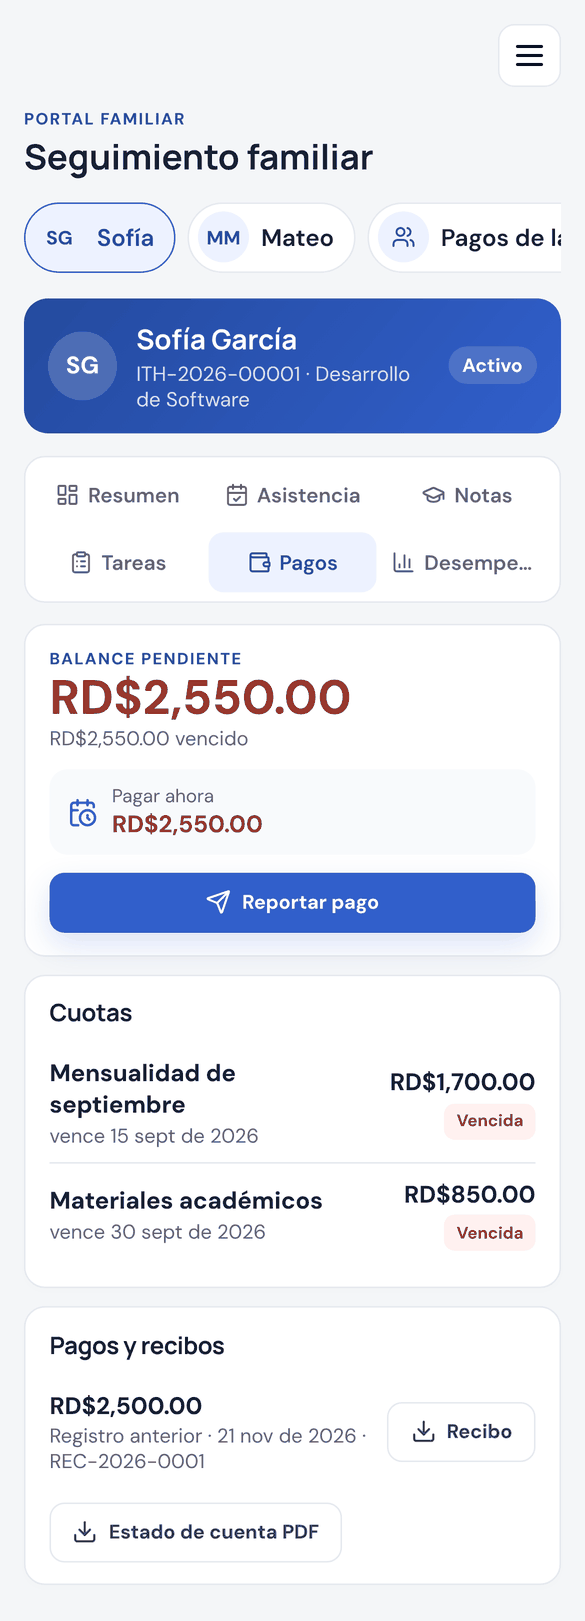 PORTAL FAMILIAR
Seguimiento familiar
SG Sofía
MM Mateo
Pagos de la
SG
Sofía García
ITH-2026-00001 · Desarrollo
de Software
Activo
Resumen
Asistencia
Notas
Tareas
Pagos
Desempe...
BALANCE PENDIENTE
RD$2,550.00
RD$2,550.00 vencido
Pagar ahora
RD$2,550.00
Reportar pago
Cuotas
Mensualidad de
septiembre
vence 15 sept de 2026
RD$1,700.00
Vencida
Materiales académicos
vence 30 sept de 2026
RD$850.00
Vencida
Pagos y recibos
RD$2,500.00
Registro anterior · 21 nov de 2026 ·
REC-2026-0001
Recibo
Estado de cuenta PDF